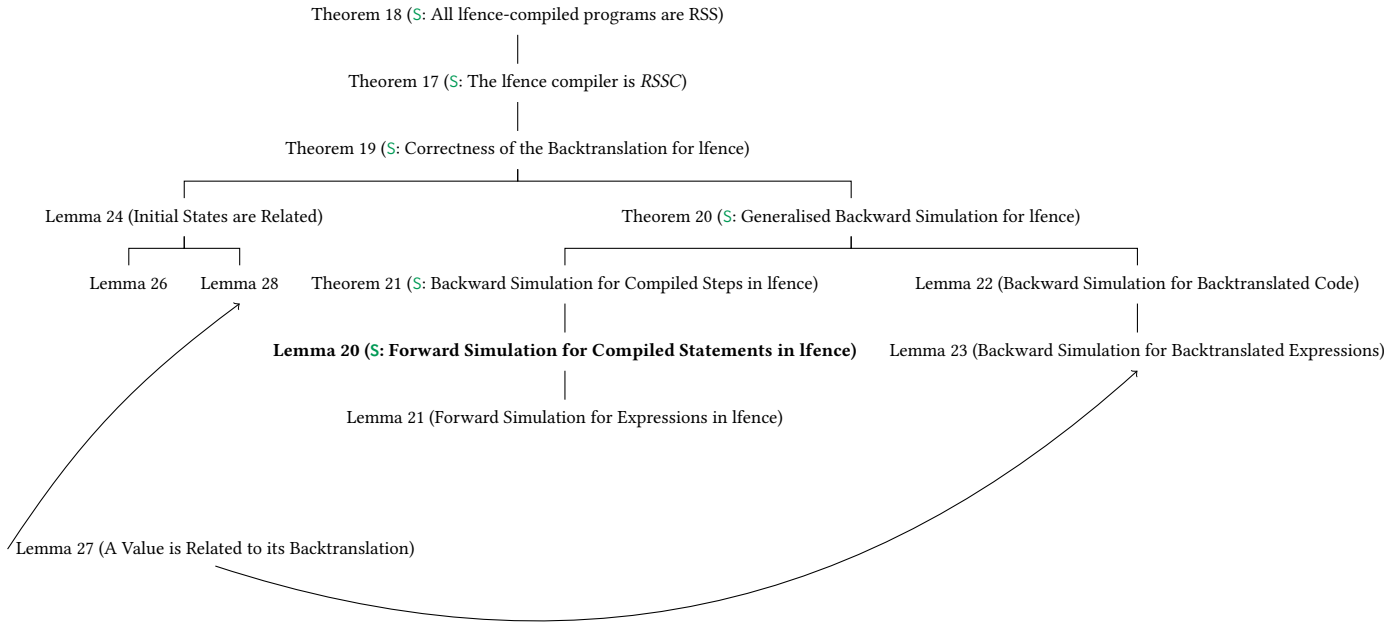 Theorem 18 (S: All lfence-compiled programs are RSS)
Theorem 17 (S: The lfence compiler is RSSC)
Theorem 19 (S: Correctness of the Backtranslation for lfence)
Lemma 24 (Initial States are Related)
Theorem 20 (S: Generalised Backward Simulation for lfence)
Lemma 26
Lemma 28
Theorem 21 (S: Backward Simulation for Compiled Steps in lfence)
Lemma 22 (Backward Simulation for Backtranslated Code)
Lemma 20 (S: Forward Simulation for Compiled Statements in lfence)
Lemma 23 (Backward Simulation for Backtranslated Expressions)
Lemma 21 (Forward Simulation for Expressions in lfence)
Lemma 27 (A Value is Related to its Backtranslation)